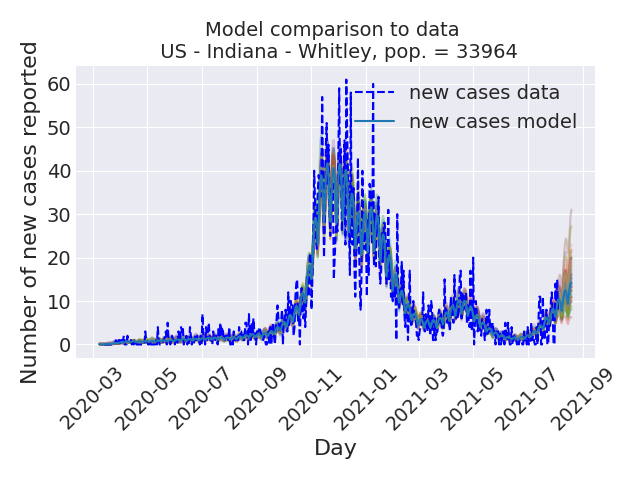 Model comparison to data
US - Indiana - Whitley, pop. = 33964
Number of new cases reported
60
50
40
30
20
10
0
new cases data
new cases model
2020-03
2020-05
2020-07
2020-09
2020-11
2021-01
2021-03
2021-05
2021-07
2021-09
Day